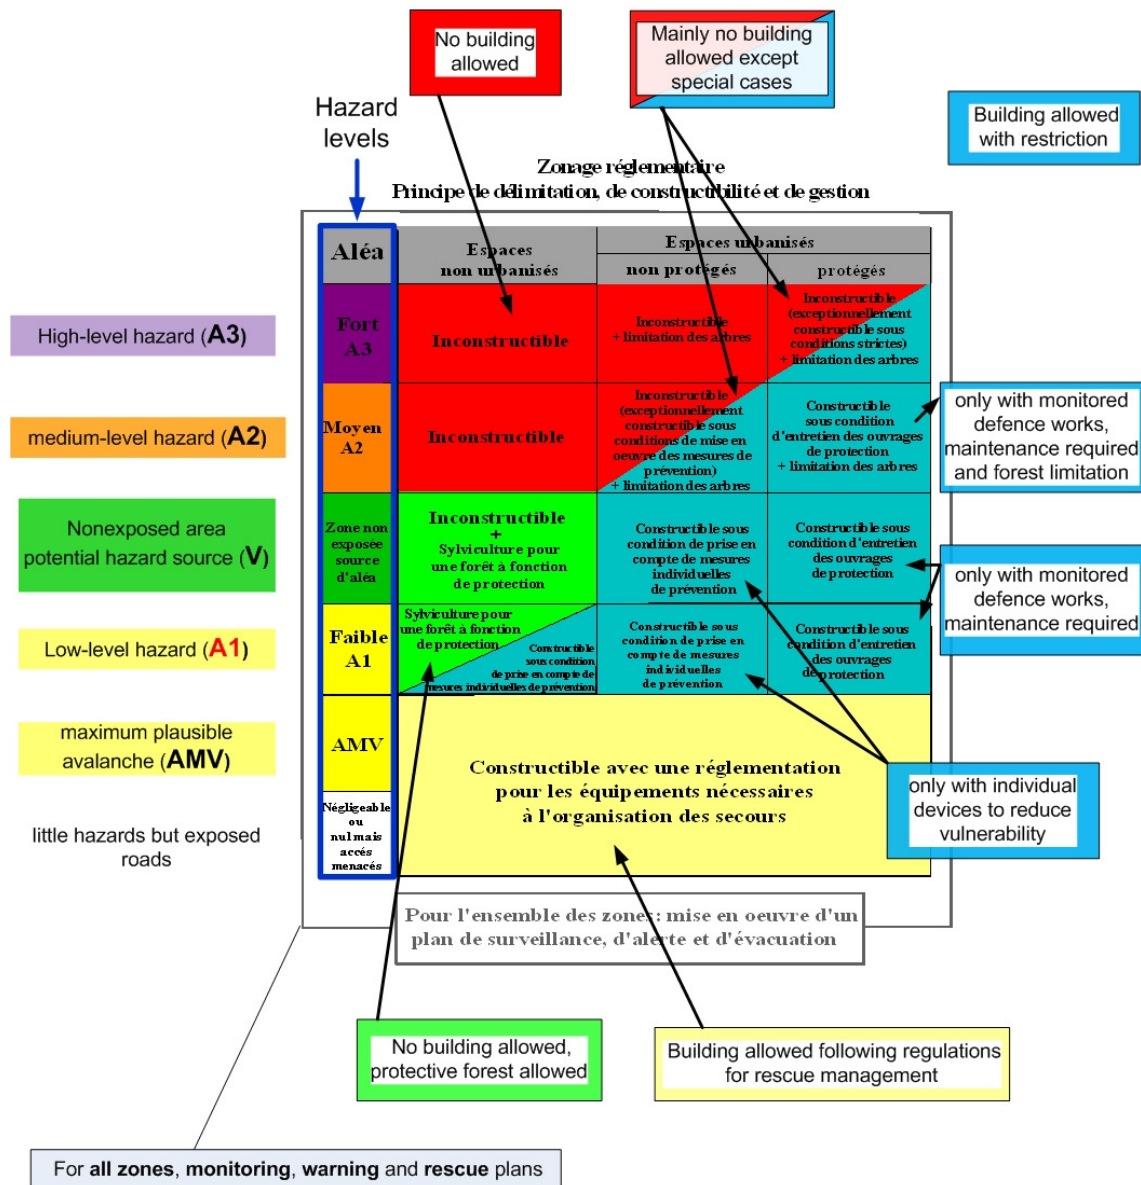 No building
allowed
Mainly no building
allowed except
special cases
Building allowed
with restriction
Hazard
levels
Zonage réglementaire
Principe de délimitation, de constructibilité et de gestion
Aléa
Espaces
non urbanisés
Espaces urbanisés
non protégés
protégés
High-level hazard (A3)
Fort
A3
Inconstructible
Inconstructible
+ limitation des arbres
Inconstructible
(exceptionnellement
constructible sous
conditions strictes)
+ limitation des arbres
medium-level hazard (A2)
Moyen
A2
Inconstructible
Inconstructible
(exceptionnellement
constructible sous
conditions de mise en
oeuvre des mesures de
prévention)
+ limitation des arbres
Constructible
sous condition
d'entretien des ouvrages
de protection
+ limitation des arbres
only with monitored
defence works,
maintenance required
and forest limitation
Nonexposed area
potential hazard source (V)
Zone non
exposée
source
d'aléa
Inconstructible
+
Sylviculture pour
une forêt à fonction
de protection
Constructible sous
condition de prise en
compte de mesures
individuelles
de prévention
Constructible sous
condition d'entretien
des ouvrages
de protection
only with monitored
defence works,
maintenance required
Low-level hazard (A1)
Faible
A1
Sylviculture pour
une forêt à fonction
de protection
Constructible
sous condition
de prise en compte de
mesures individuelles de prévention
Constructible sous
condition de prise en
compte de mesures
individuelles
de prévention
Constructible sous
condition d'entretien
des ouvrages
de protection
maximum plausible
avalanche (AMV)
AMV
Constructible avec une réglementation
pour les équipements nécessaires
à l'organisation des secours
only with individual
devices to reduce
vulnerability
little hazards but exposed
roads
Négligeable
ou
nul mais
accés
menacés
Pour l'ensemble des zones: mise en oeuvre d'un
plan de surveillance, d'alerte et d'évacuation
No building allowed,
protective forest allowed
Building allowed following regulations
for rescue management
For all zones, monitoring, warning and rescue plans